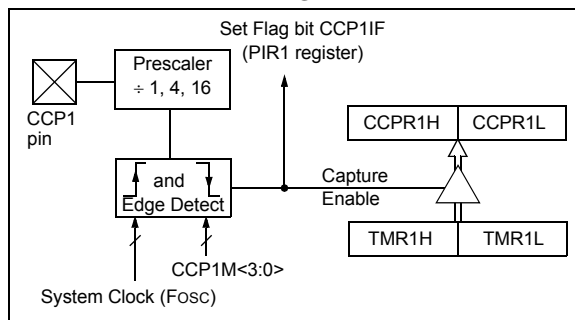 Set Flag bit CCP1IF
(PIR1 register)
Prescaler
÷ 1, 4, 16
CCP1
pin
CCPR1H
CCPR1L
and
Edge Detect
Capture
Enable
TMR1H
TMR1L
CCP1M<3:0>
System Clock (FOSC)